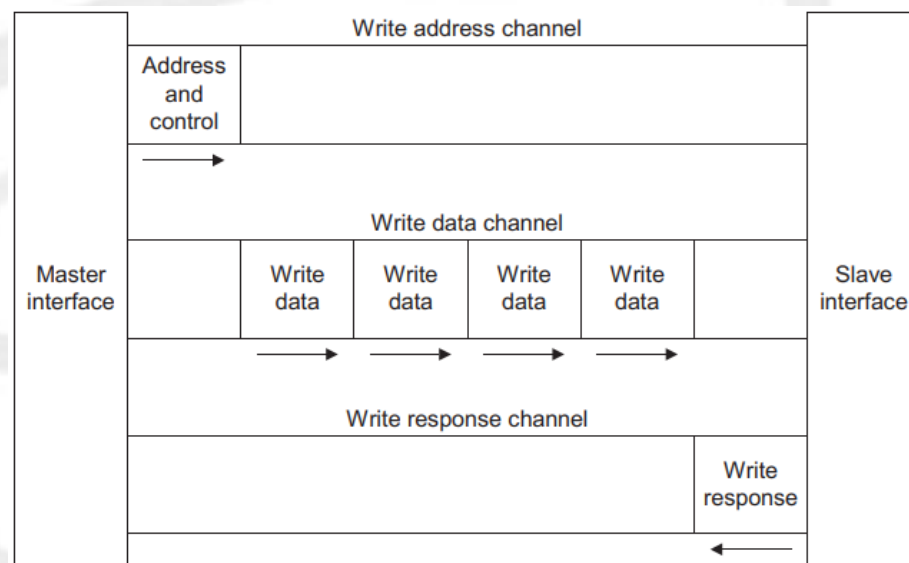 Write address channel
Address
and
control
Write data channel
Master
interface
Write
data
Write
data
Write
data
Write
data
Slave
interface
Write response channel
Write
response